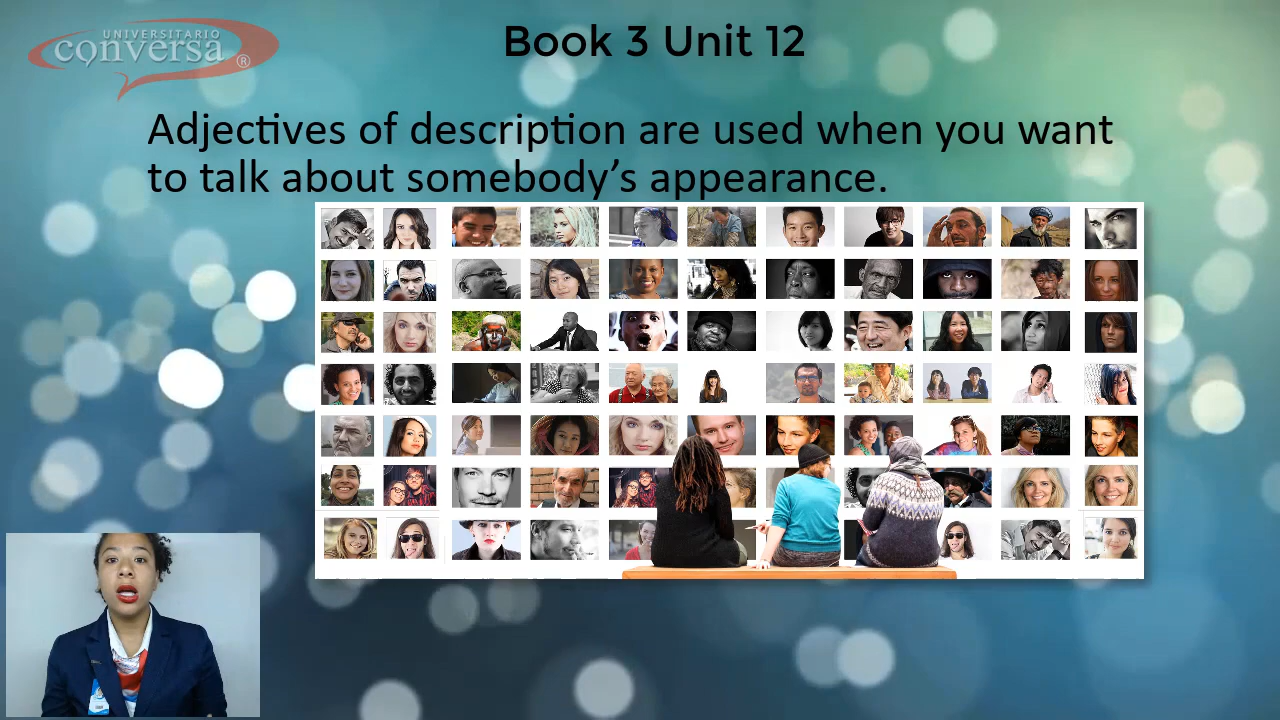 UNIVERSITARIO
conversa ®
Book 3 Unit 12
Adjectives of description are used when you want
to talk about somebody’s appearance.